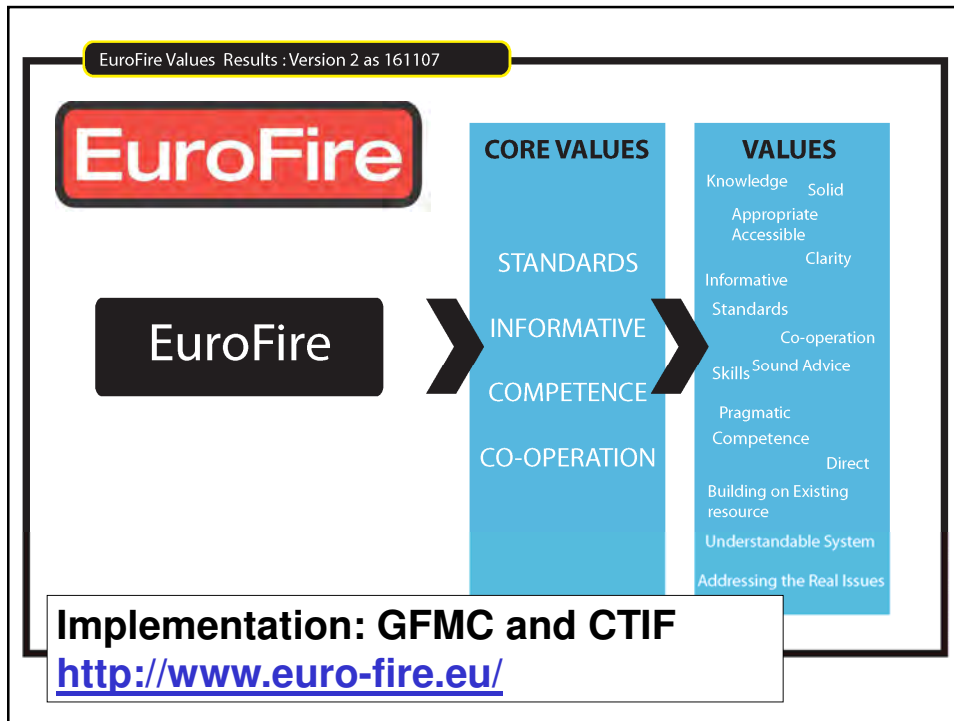 EuroFire Values Results : Version 2 as 161107
EuroFire
EuroFire
CORE VALUES
STANDARDS
INFORMATIVE
COMPETENCE
CO-OPERATION
VALUES
Knowledge
Solid
Appropriate
Accessible
Clarity
Informative
Standards
Co-operation
Skills
Sound Advice
Pragmatic
Competence
Direct
Building on Existing
resource
Understandable System
Addressing the Real Issues
Implementation: GFMC and CTIF
http://www.euro-fire.eu/